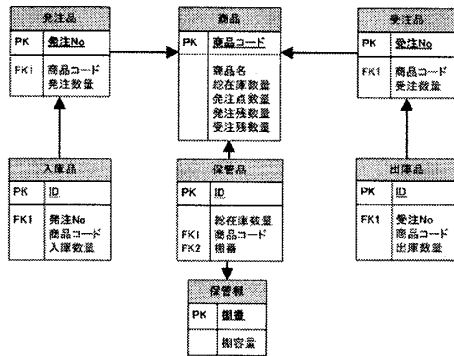 発注品
PK 発注No
FK1 商品コード
発注数量
商品
PK 商品コード
商品名
総在庫数量
発注点数量
発注残数量
受注残数量
受注品
PK 受注No
FK1 商品コード
受注数量
入庫品
PK ID
FK1 発注No
商品コード
入庫数量
保管品
PK ID
総在庫数量
FK1 商品コード
FK2 棚番
出庫品
PK ID
FK1 受注No
商品コード
出庫数量
保管棚
PK 棚番
棚容量